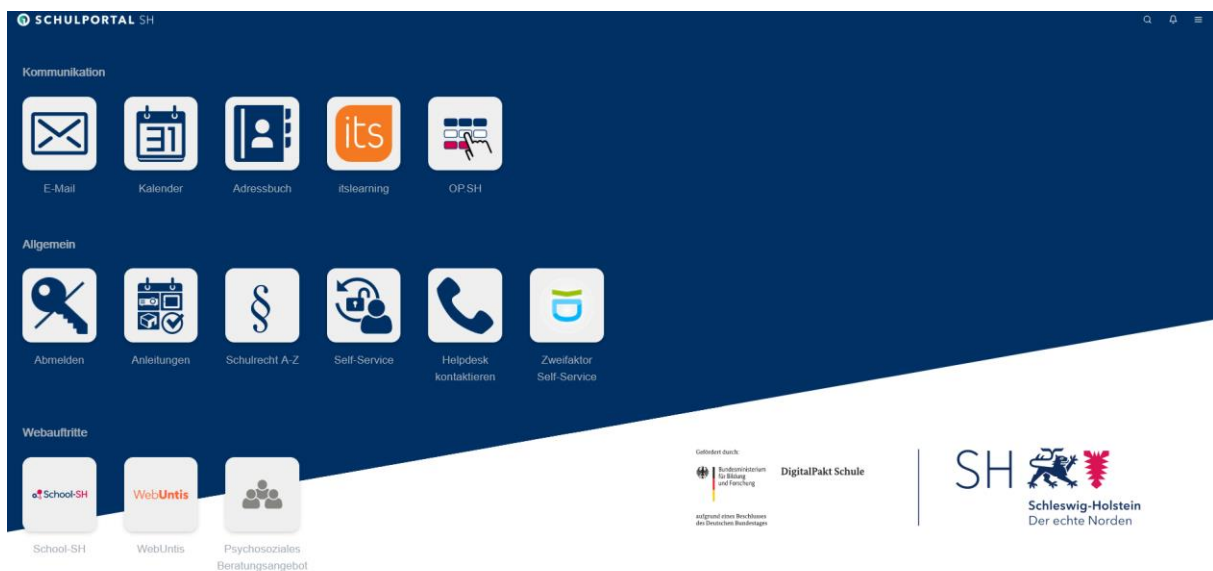 SCHULPORTAL SH
Kommunikation
31
its
E-Mail
Kalender
Adressbuch
itslearning
OP.SH
Allgemein
§
Abmelden
Anleitungen
Schulrecht A-Z
Self-Service
Helpdesk
kontaktieren
Zweifaktor
Self-Service
Webauftritte
School-SH
WebUntis
School-SH
WebUntis
Psychosoziales
Beratungsangebot
Gefördert durch:
Bundesministerium
für Bildung
und Forschung
DigitalPakt Schule
aufgrund eines Beschlusses
des Deutschen Bundestages
SH
Schleswig-Holstein
Der echte Norden